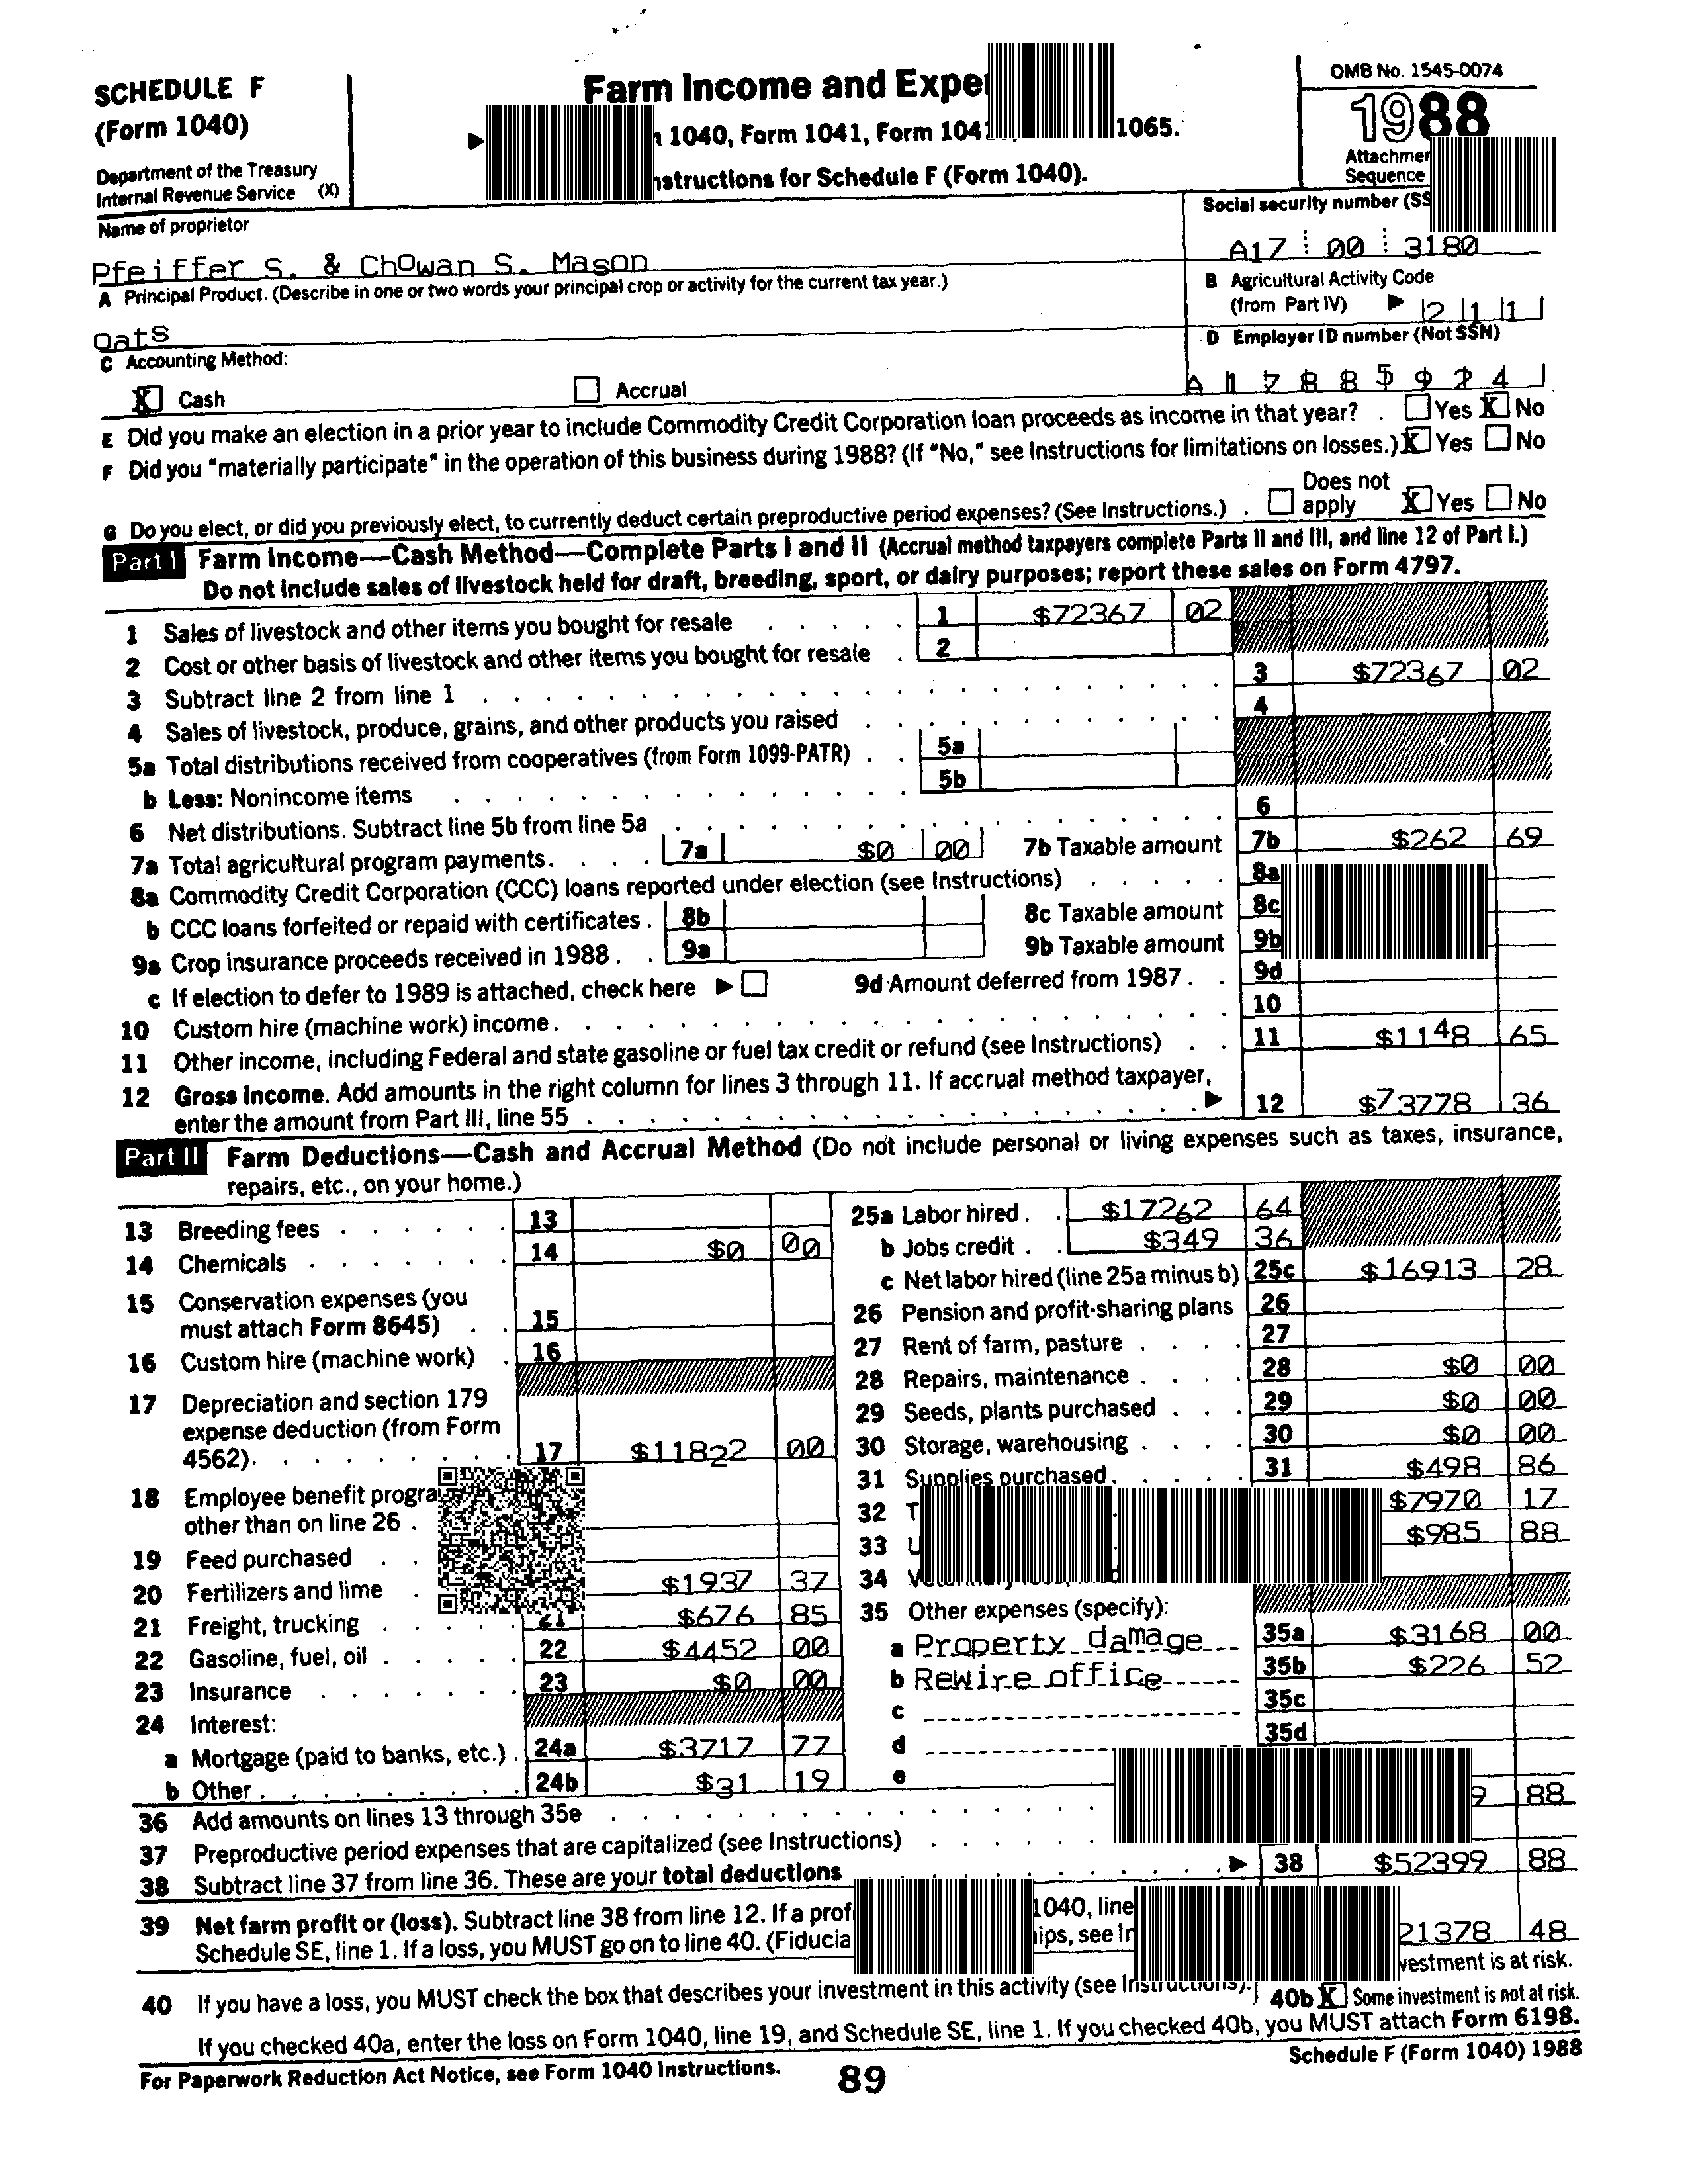 SCHEDULE F
(Form 1040)
Department of the Treasury
Internal Revenue Service (X)
Farm Income and
1040, Form 1041, Form 1065.
for Schedule F (Form 1040).
OMB No. 1545-0074
1988
Sequence
Name of proprietor
Social security number
Pfeiffer S. & Chowan S. Mason
A17 00 3180
A Principal Product. (Describe in one or two words your principal crop or activity for the current tax year.)
B Agricultural Activity Code
(from Part IV) ▶ 2 1 1
Oats
C Accounting Method:
D Employer ID number (Not SSN)
X Cash Accrual
A 1 7 8 8 5 9 2 4
E Did you make an election in a prior year to include Commodity Credit Corporation loan proceeds as income in that year? . Yes X No
F Did you "materially participate" in the operation of this business during 1988? (If "No," see Instructions for limitations on losses.) X Yes No
G Do you elect, or did you previously elect, to currently deduct certain preproductive period expenses? (See Instructions.) . Does not apply X Yes No
Part I Farm Income—Cash Method—Complete Parts I and II (Accrual method taxpayers complete Parts II and III, and line 12 of Part I.)
Do not include sales of livestock held for draft, breeding, sport, or dairy purposes; report these sales on Form 4797.
1 Sales of livestock and other items you bought for resale 1 $72367 02
2 Cost or other basis of livestock and other items you bought for resale 2
3 Subtract line 2 from line 1 3 $72367 02
4 Sales of livestock, produce, grains, and other products you raised 4
5a Total distributions received from cooperatives (from Form 1099-PATR) 5a
b Less: Nonincome items 5b
6 Net distributions. Subtract line 5b from line 5a 6
7a Total agricultural program payments. 7a $0 00 7b Taxable amount 7b $262 69
8a Commodity Credit Corporation (CCC) loans reported under election (see Instructions) 8a
b CCC loans forfeited or repaid with certificates . 8b 8c Taxable amount 8c
9a Crop insurance proceeds received in 1988 . 9a 9b Taxable amount 9b
c If election to defer to 1989 is attached, check here ▶ 9d Amount deferred from 1987 . 9d
10 Custom hire (machine work) income. 10
11 Other income, including Federal and state gasoline or fuel tax credit or refund (see Instructions) 11 $1148 65
12 Gross Income. Add amounts in the right column for lines 3 through 11. If accrual method taxpayer,
enter the amount from Part III, line 55 ▶ 12 $73778 36
Part II Farm Deductions—Cash and Accrual Method (Do not include personal or living expenses such as taxes, insurance,
repairs, etc., on your home.)
13 Breeding fees 13
14 Chemicals 14 $0 00
15 Conservation expenses (you
must attach Form 8645) 15
16 Custom hire (machine work) 16
17 Depreciation and section 179
expense deduction (from Form
4562). 17 $11822 00
18 Employee benefit
other than on line 26 .
19 Feed purchased
20 Fertilizers and lime $1937 37
21 Freight, trucking 21 $676 85
22 Gasoline, fuel, oil 22 $4452 00
23 Insurance 23 $0 00
24 Interest:
a Mortgage (paid to banks, etc.) . 24a $3717 77
b Other 24b $31 19
25a Labor hired . $17262 64
b Jobs credit . $349 36
c Net labor hired (line 25a minus b) 25c $16913 28
26 Pension and profit-sharing plans 26
27 Rent of farm, pasture 27
28 Repairs, maintenance 28 $0 00
29 Seeds, plants purchased 29 $0 00
30 Storage, warehousing 30 $0 00
31 Supplies purchased 31 $498 86
32 $7970 17
33 $985 88
34
35 Other expenses (specify):
a Property damage 35a $3168 00
b Rewire office 35b $226 52
c 35c
d 35d
e
36 Add amounts on lines 13 through 35e 88
37 Preproductive period expenses that are capitalized (see Instructions)
38 Subtract line 37 from line 36. These are your total deductions ▶ 38 $52399 88
39 Net farm profit or (loss). Subtract line 38 from line 12. If a 1040, line
Schedule SE, line 1. If a loss, you MUST go on to line 40. see 21378 48
is at risk.
40 If you have a loss, you MUST check the box that describes your investment in this activity (see Instructions). 40b X Some investment is not at risk.
If you checked 40a, enter the loss on Form 1040, line 19, and Schedule SE, line 1. If you checked 40b, you MUST attach Form 6198.
For Paperwork Reduction Act Notice, see Form 1040 Instructions. 89 Schedule F (Form 1040) 1988